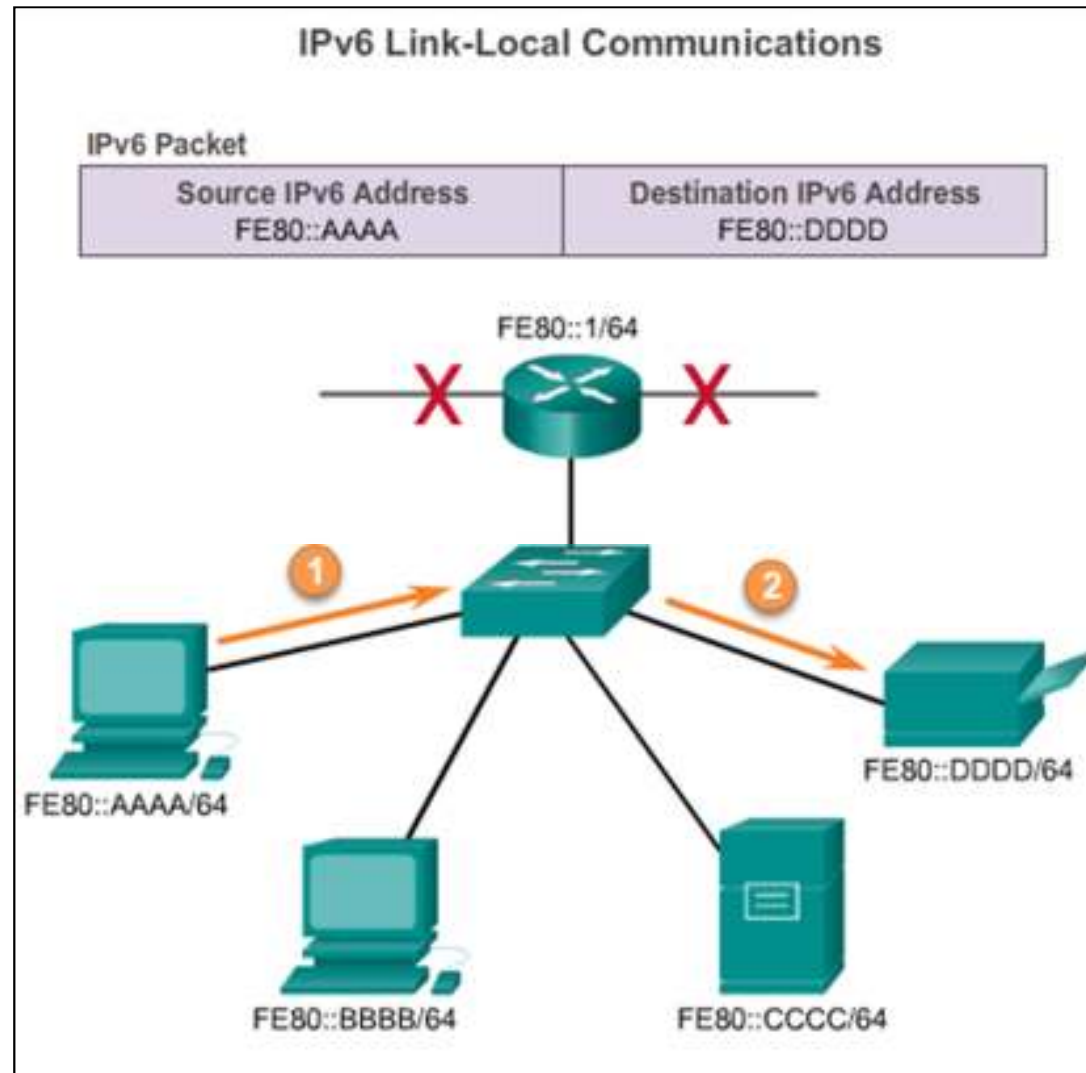 IPv6 Link-Local Communications
IPv6 Packet
Source IPv6 Address
FE80::AAAA
Destination IPv6 Address
FE80::DDDD
FE80::1/64
X
X
1
2
FE80::AAAA/64
FE80::DDDD/64
FE80::BBBB/64
FE80::CCCC/64